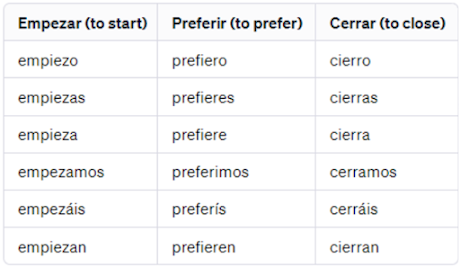 Empezar (to start) Preferir (to prefer) Cerrar (to close)
empiezo prefiero cierro
empiezas prefieres cierras
empieza prefiere cierra
empezamos preferimos cerramos
empezáis preferís cerráis
empiezan prefieren cierran